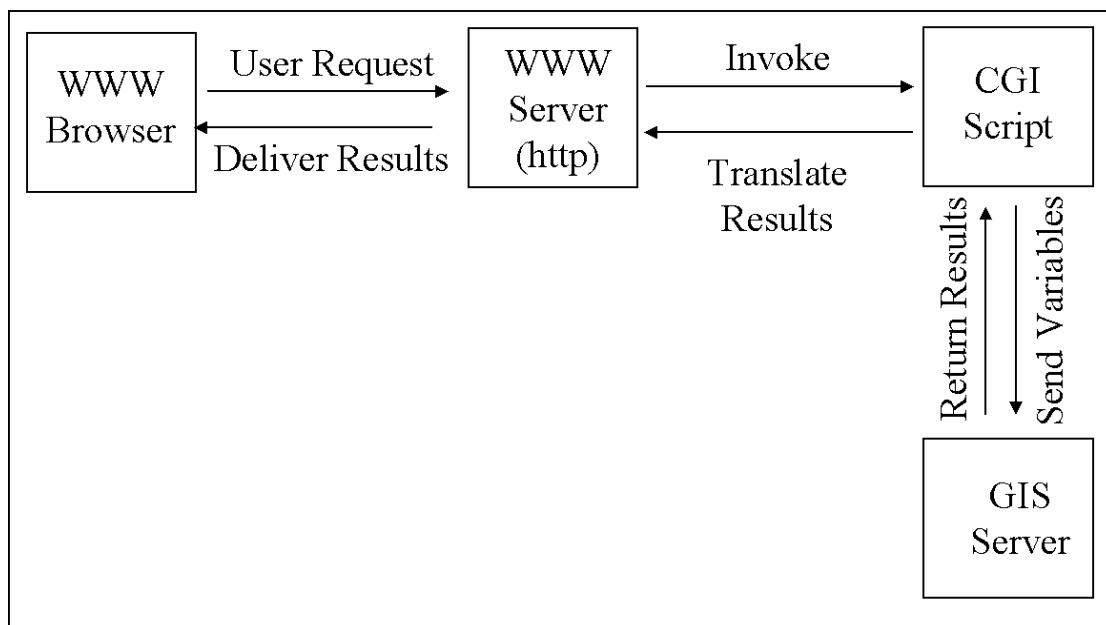 WWW
Browser
User Request
Deliver Results
WWW
Server
(http)
Invoke
Translate
Results
CGI
Script
Return Results
Send Variables
GIS
Server